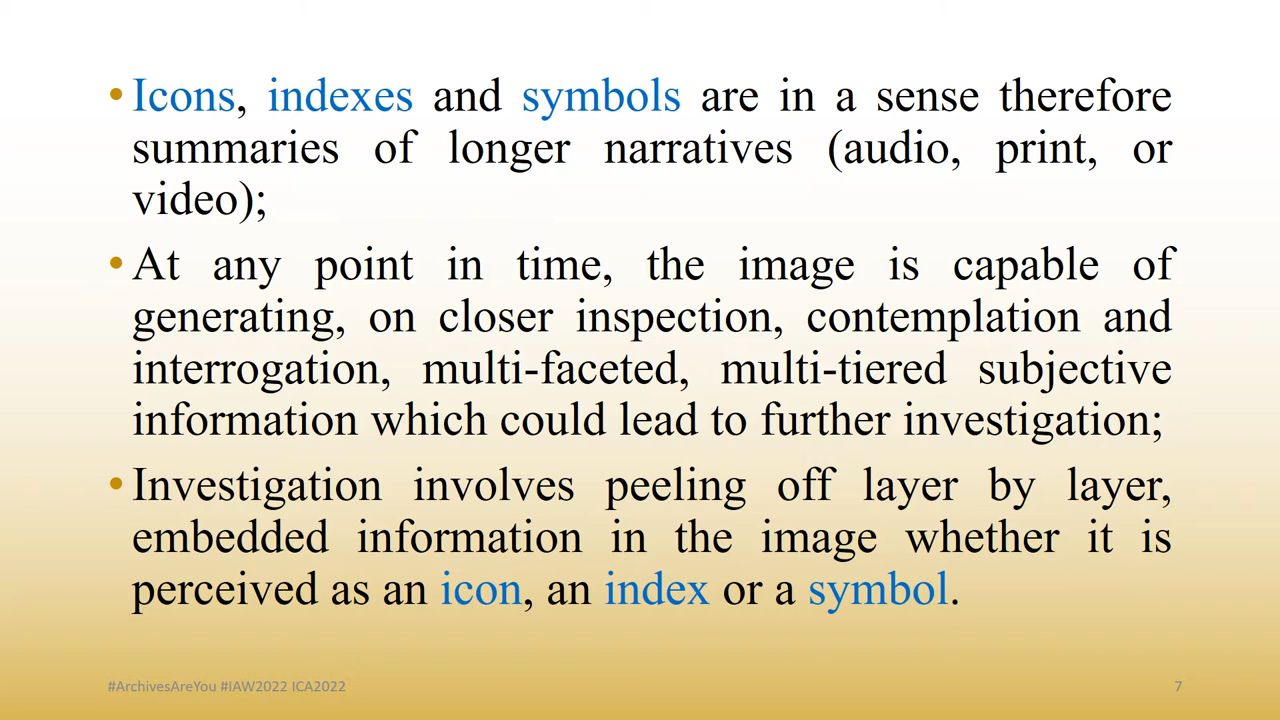 •Icons, indexes and symbols are in a sense therefore
summaries of longer narratives (audio, print, or
video);
•At any point in time, the image is capable of
generating, on closer inspection, contemplation and
interrogation, multi-faceted, multi-tiered subjective
information which could lead to further investigation;
•Investigation involves peeling off layer by layer,
embedded information in the image whether it is
perceived as an icon, an index or a symbol.
#ArchivesAreYou #IAW2022 ICA2022
7